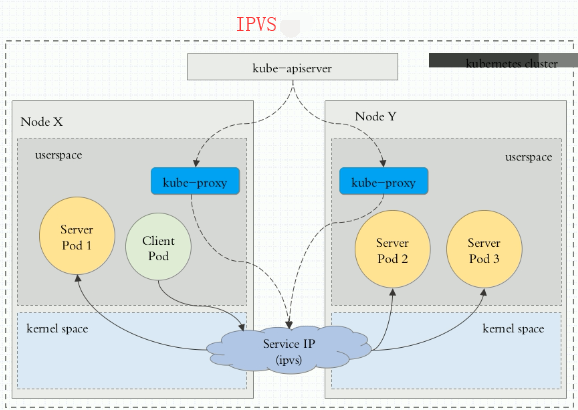 IPVS
kube-apiserver
kubernetes cluster
Node X
Node Y
userspace
userspace
kube-proxy
kube-proxy
Server
Pod 1
Client
Pod
Server
Pod 2
Server
Pod 3
kernel space
kernel space
Service IP
(ipvs)